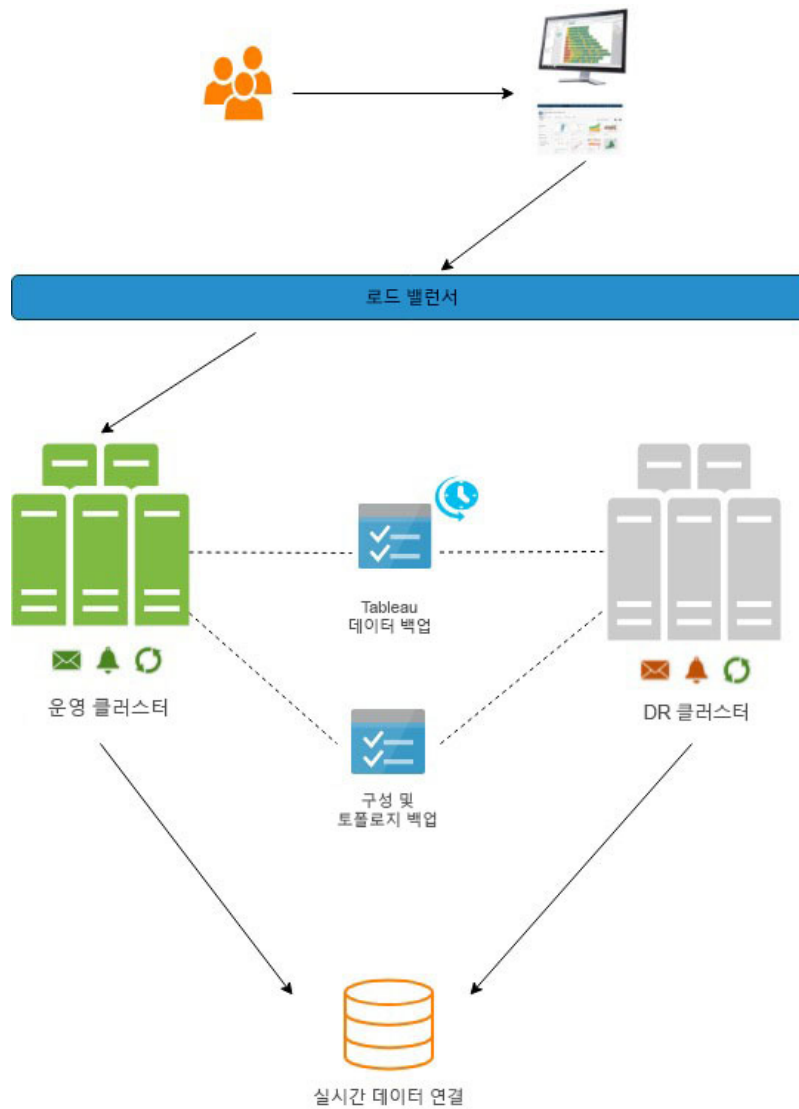 로드 밸런서
Tableau
데이터 백업
운영 클러스터
DR 클러스터
구성 및
토폴로지 백업
실시간 데이터 연결